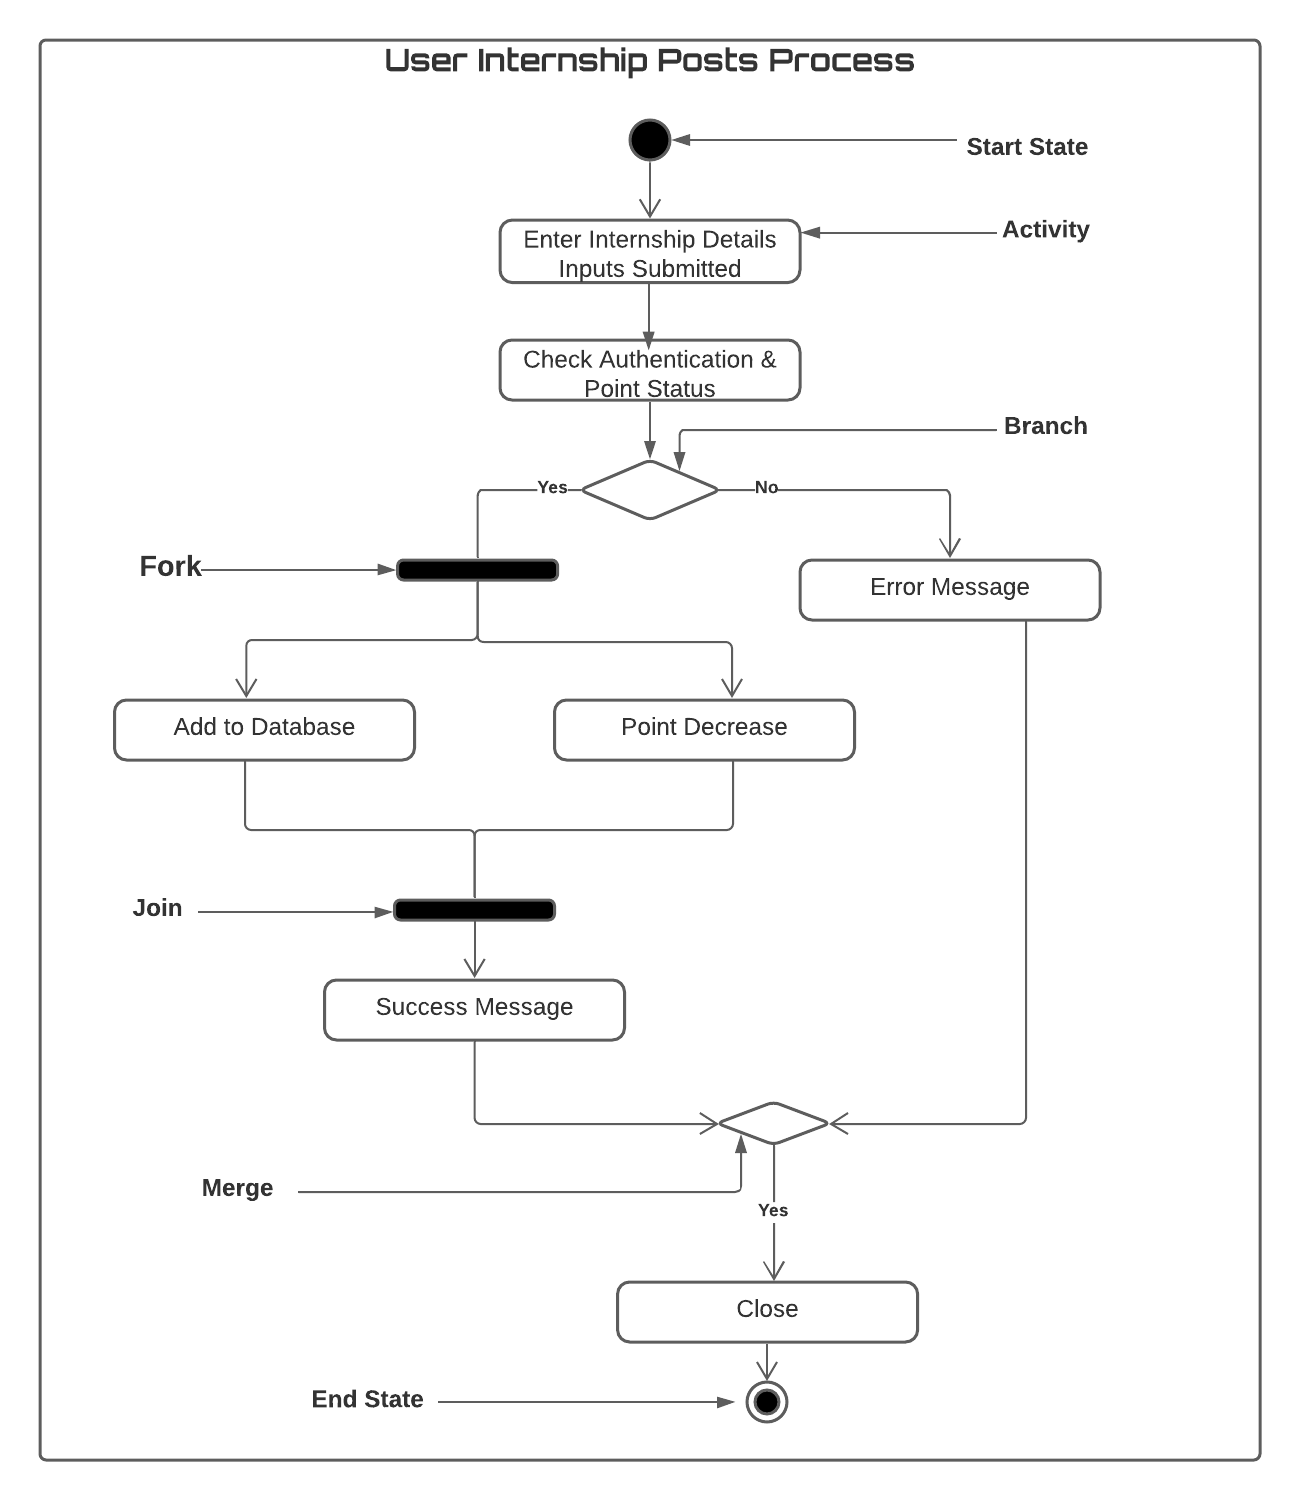 User Internship Posts Process
Start State
Activity
Enter Internship Details
Inputs Submitted
Check Authentication &
Point Status
Branch
Yes
No
Fork
Error Message
Add to Database
Point Decrease
Join
Success Message
Merge
Yes
Close
End State